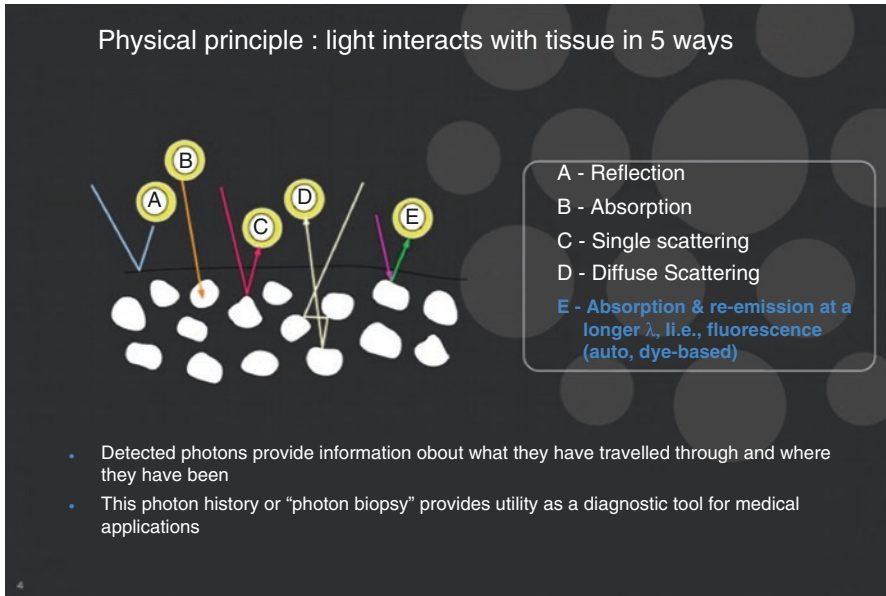 Physical principle : light interacts with tissue in 5 ways
B
A
D
C
E
A - Reflection
B - Absorption
C - Single scattering
D - Diffuse Scattering
E - Absorption & re-emission at a
longer λ, li.e., fluorescence
(auto, dye-based)
Detected photons provide information obout what they have travelled through and where
they have been
This photon history or “photon biopsy” provides utility as a diagnostic tool for medical
applications
4